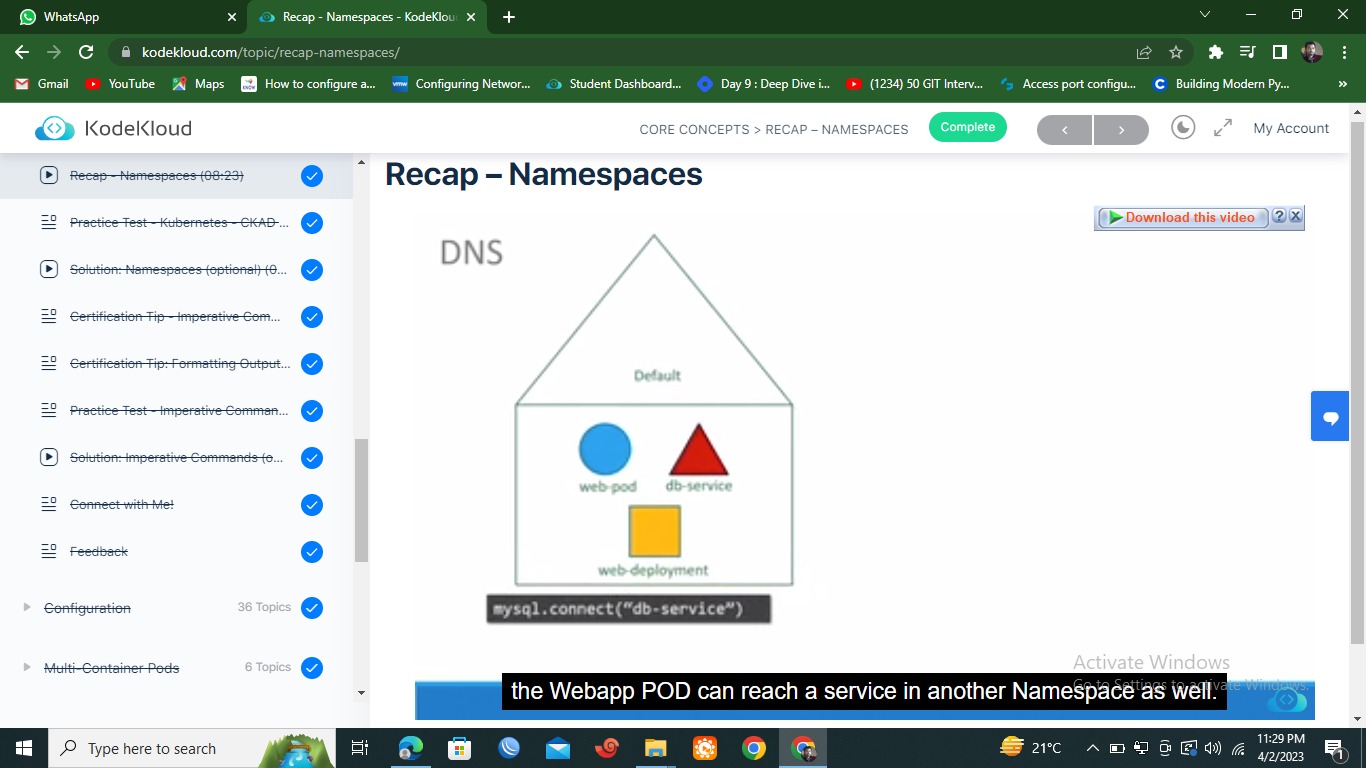 WhatsApp
Recap - Namespaces - KodeKlou
kodekloud.com/topic/recap-namespaces/
Gmail YouTube Maps How to configure a... Configuring Networ... Student Dashboard... Day 9 : Deep Dive i... (1234) 50 GIT Interv... Access port configu... Building Modern Py... »
KodeKloud
CORE CONCEPTS > RECAP – NAMESPACES
Complete
My Account
Recap - Namespaces (08:23)
Practice Test - Kubernetes - CKAD ...
Solution: Namespaces (optional) (0...
Certification Tip - Imperative Com...
Certification Tip: Formatting Output...
Practice Test - Imperative Comman...
Solution: Imperative Commands (o...
Connect with Me!
Feedback
Configuration 36 Topics
Multi-Container Pods 6 Topics
Recap – Namespaces
Download this video ? X
DNS
Default
web-pod db-service
web-deployment
mysql.connect("db-service")
the Webapp POD can reach a service in another Namespace as well.
Activate Windows
Go to Settings to activate Windows.
Type here to search
21°C
11:29 PM
4/2/2023
1